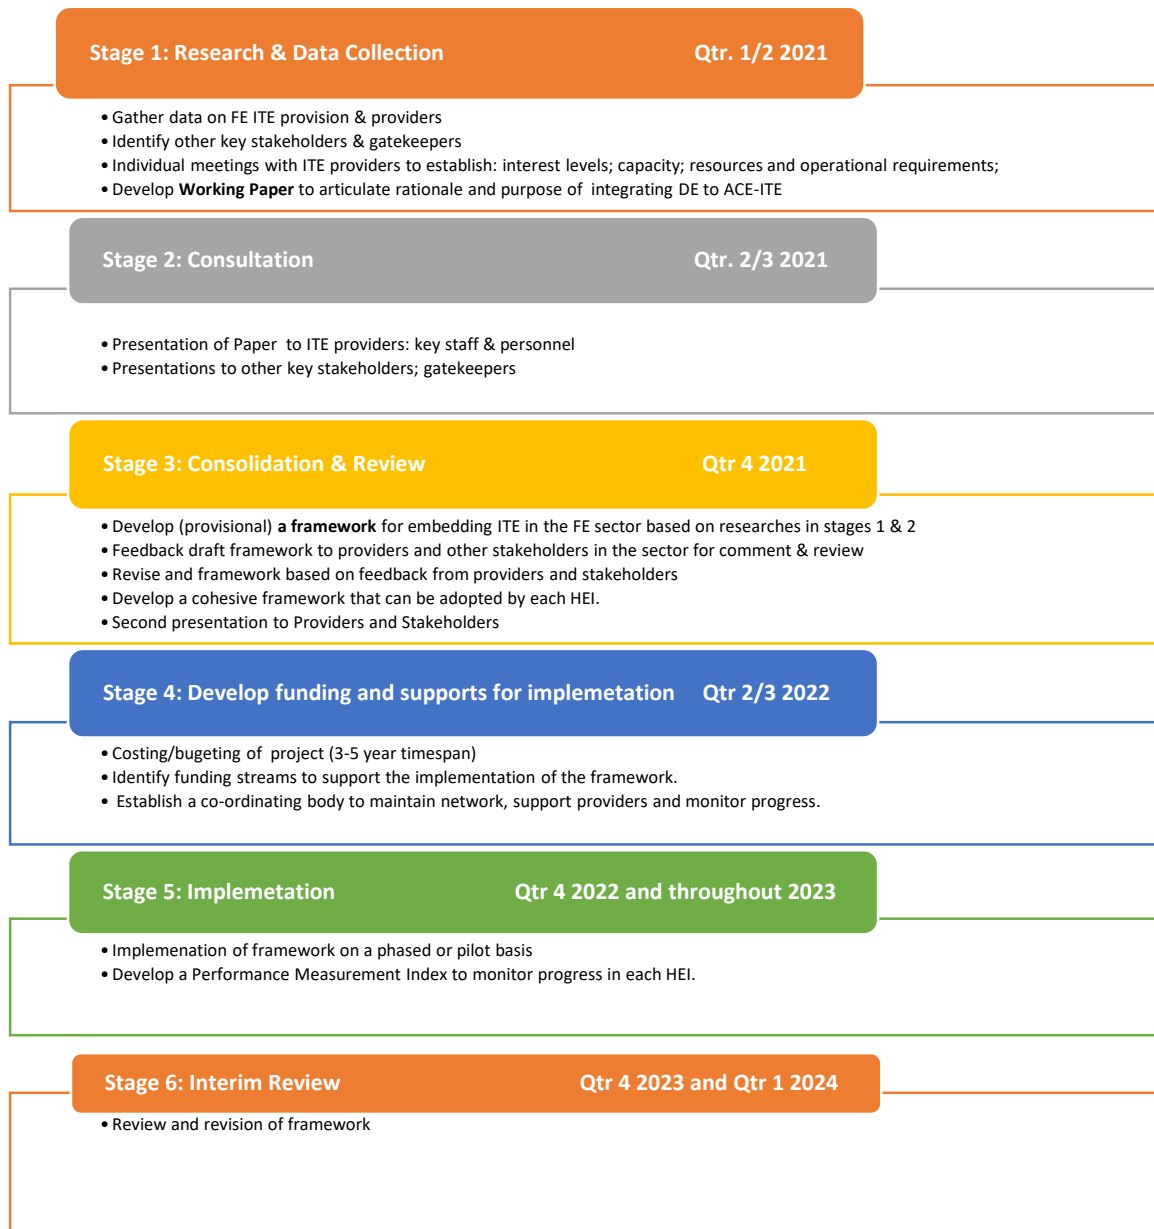 Stage 1: Research & Data Collection Qtr. 1/2 2021
• Gather data on FE ITE provision & providers
• Identify other key stakeholders & gatekeepers
• Individual meetings with ITE providers to establish: interest levels; capacity; resources and operational requirements;
• Develop Working Paper to articulate rationale and purpose of integrating DE to ACE-ITE
Stage 2: Consultation Qtr. 2/3 2021
• Presentation of Paper to ITE providers: key staff & personnel
• Presentations to other key stakeholders; gatekeepers
Stage 3: Consolidation & Review Qtr 4 2021
• Develop (provisional) a framework for embedding ITE in the FE sector based on researches in stages 1 & 2
• Feedback draft framework to providers and other stakeholders in the sector for comment & review
• Revise and framework based on feedback from providers and stakeholders
• Develop a cohesive framework that can be adopted by each HEI.
• Second presentation to Providers and Stakeholders
Stage 4: Develop funding and supports for implemetation Qtr 2/3 2022
• Costing/bugeting of project (3-5 year timespan)
• Identify funding streams to support the implementation of the framework.
• Establish a co-ordinating body to maintain network, support providers and monitor progress.
Stage 5: Implemetation Qtr 4 2022 and throughout 2023
• Implemenation of framework on a phased or pilot basis
• Develop a Performance Measurement Index to monitor progress in each HEI.
Stage 6: Interim Review Qtr 4 2023 and Qtr 1 2024
• Review and revision of framework